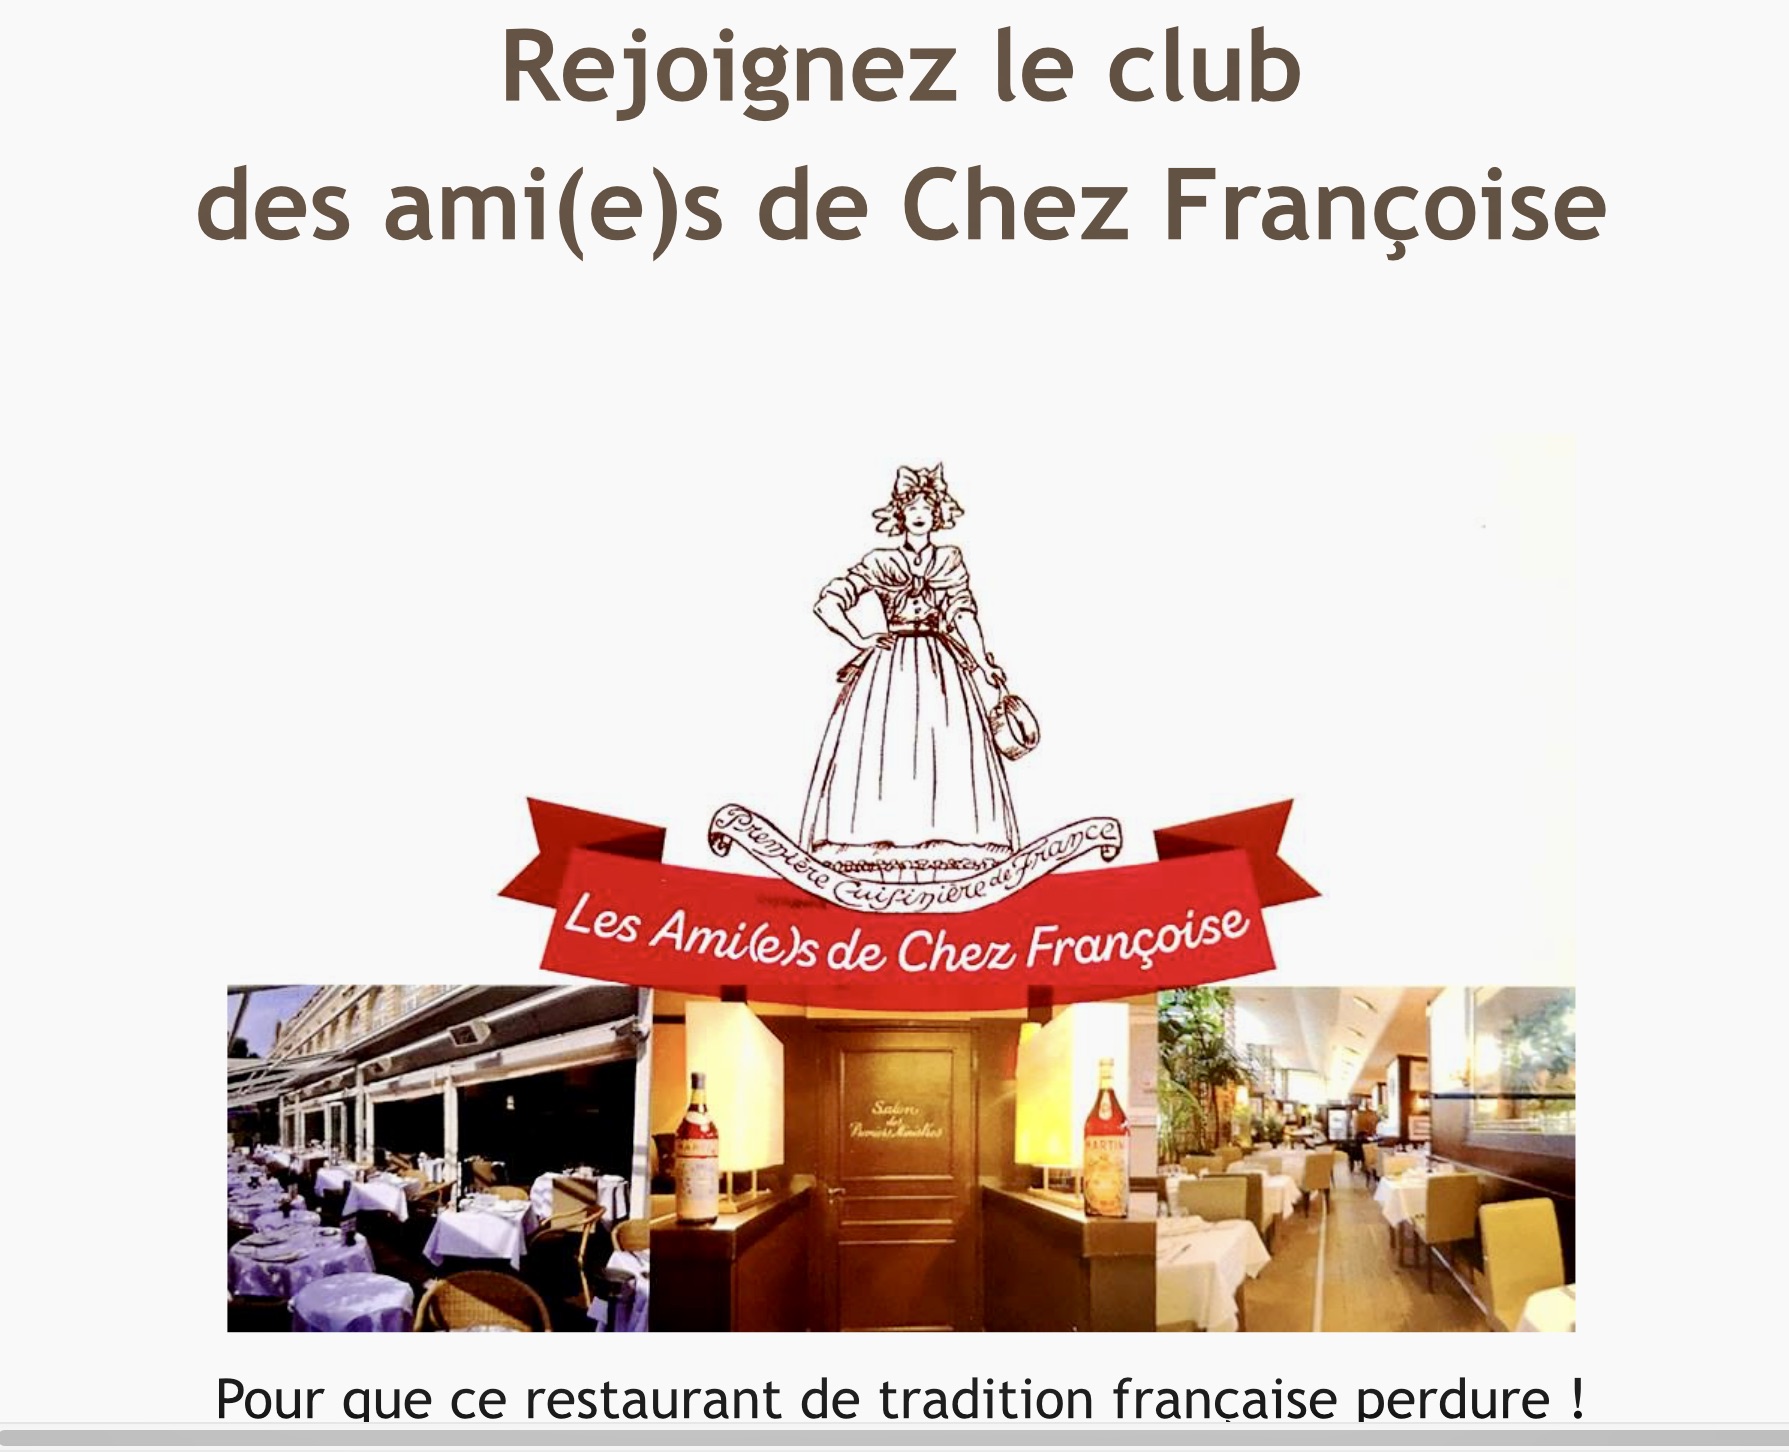 Rejoignez le club
des ami(e)s de Chez Françoise
Première Cuisinière de France
Les Ami(e)s de Chez Françoise
Salon
des
Premiers Ministres
MARTINI
Pour que ce restaurant de tradition française perdure !